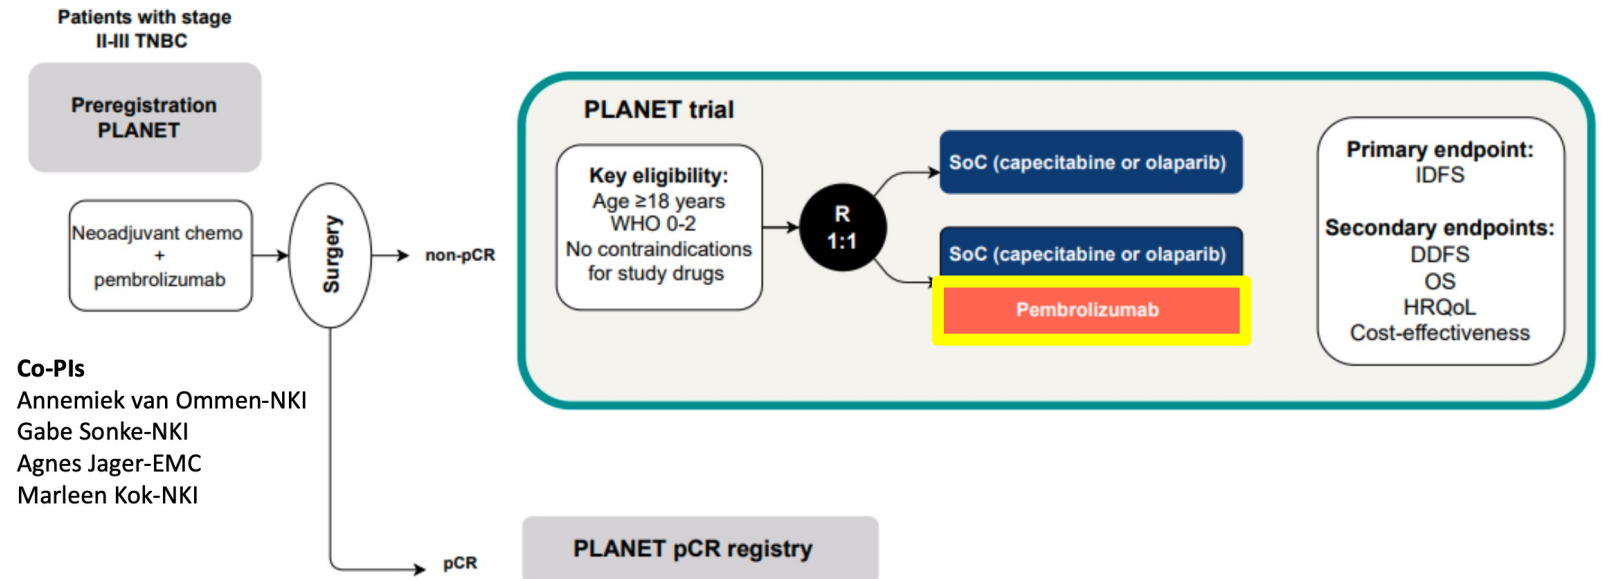 Patients with stage
II-III TNBC
Preregistration
PLANET
Neoadjuvant chemo
+
pembrolizumab
Surgery
non-pCR
pCR
Co-PIs
Annemiek van Ommen-NKI
Gabe Sonke-NKI
Agnes Jager-EMC
Marleen Kok-NKI
PLANET trial
Key eligibility:
Age ≥18 years
WHO 0-2
No contraindications
for study drugs
R
1:1
SoC (capecitabine or olaparib)
SoC (capecitabine or olaparib)
Pembrolizumab
Primary endpoint:
IDFS
Secondary endpoints:
DDFS
OS
HRQoL
Cost-effectiveness
PLANET pCR registry